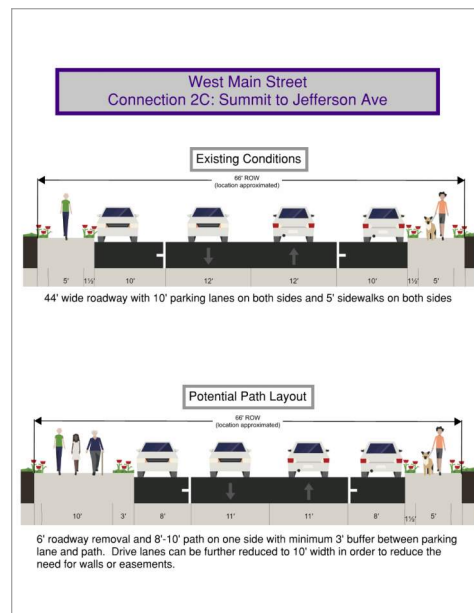 West Main Street
Connection 2C: Summit to Jefferson Ave
Existing Conditions
66' ROW
(location approximated)
5' 1½' 10' 12' 12' 10' 1½' 5'
44' wide roadway with 10' parking lanes on both sides and 5' sidewalks on both sides
Potential Path Layout
66' ROW
(location approximated)
10' 3' 8' 11' 11' 8' 1½' 5'
6' roadway removal and 8'-10' path on one side with minimum 3' buffer between parking
lane and path. Drive lanes can further reduced to 10' width in order to reduce the
need for walls or easements.